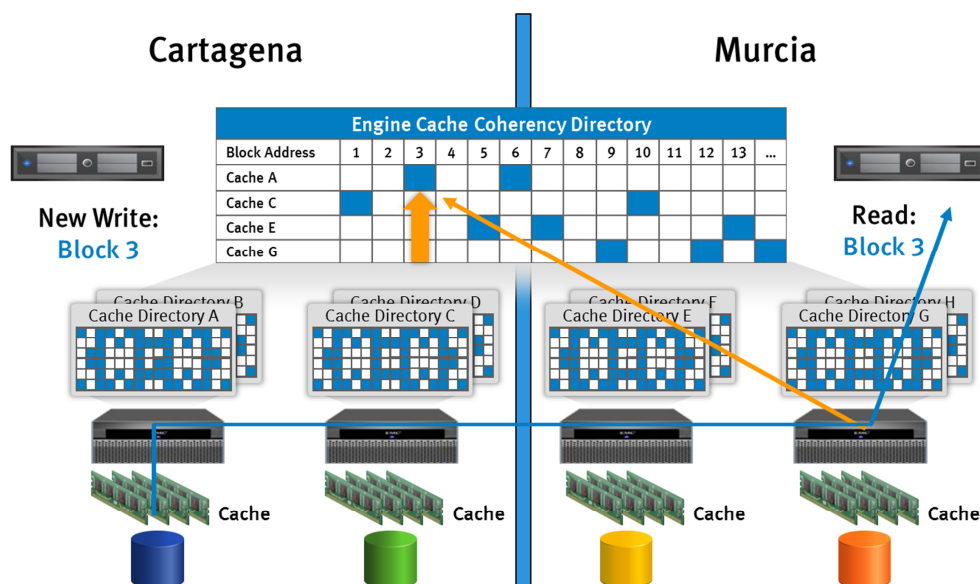 Cartagena
Murcia
Engine Cache Coherency Directory
Block Address 1 2 3 4 5 6 7 8 9 10 11 12 13 ...
Cache A
Cache C
Cache E
Cache G
New Write:
Block 3
Read:
Block 3
Cache Directory B
Cache Directory A
Cache Directory D
Cache Directory C
Cache Directory F
Cache Directory E
Cache Directory H
Cache Directory G
Cache
Cache
Cache
Cache